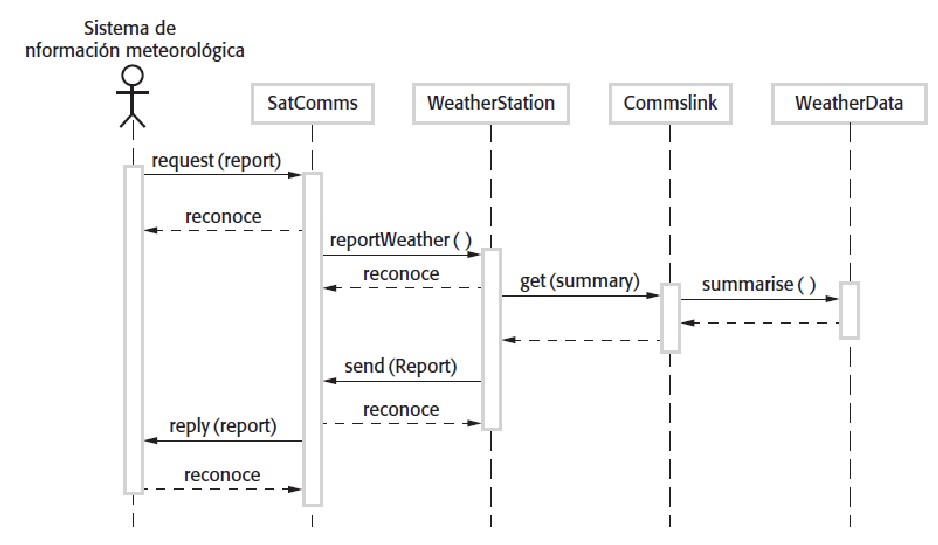 Sistema de
nformación meteorológica
SatComms
WeatherStation
Commslink
WeatherData
request (report)
reconoce
reportWeather ( )
reconoce
get (summary)
summarise ( )
send (Report)
reconoce
reply (report)
reconoce